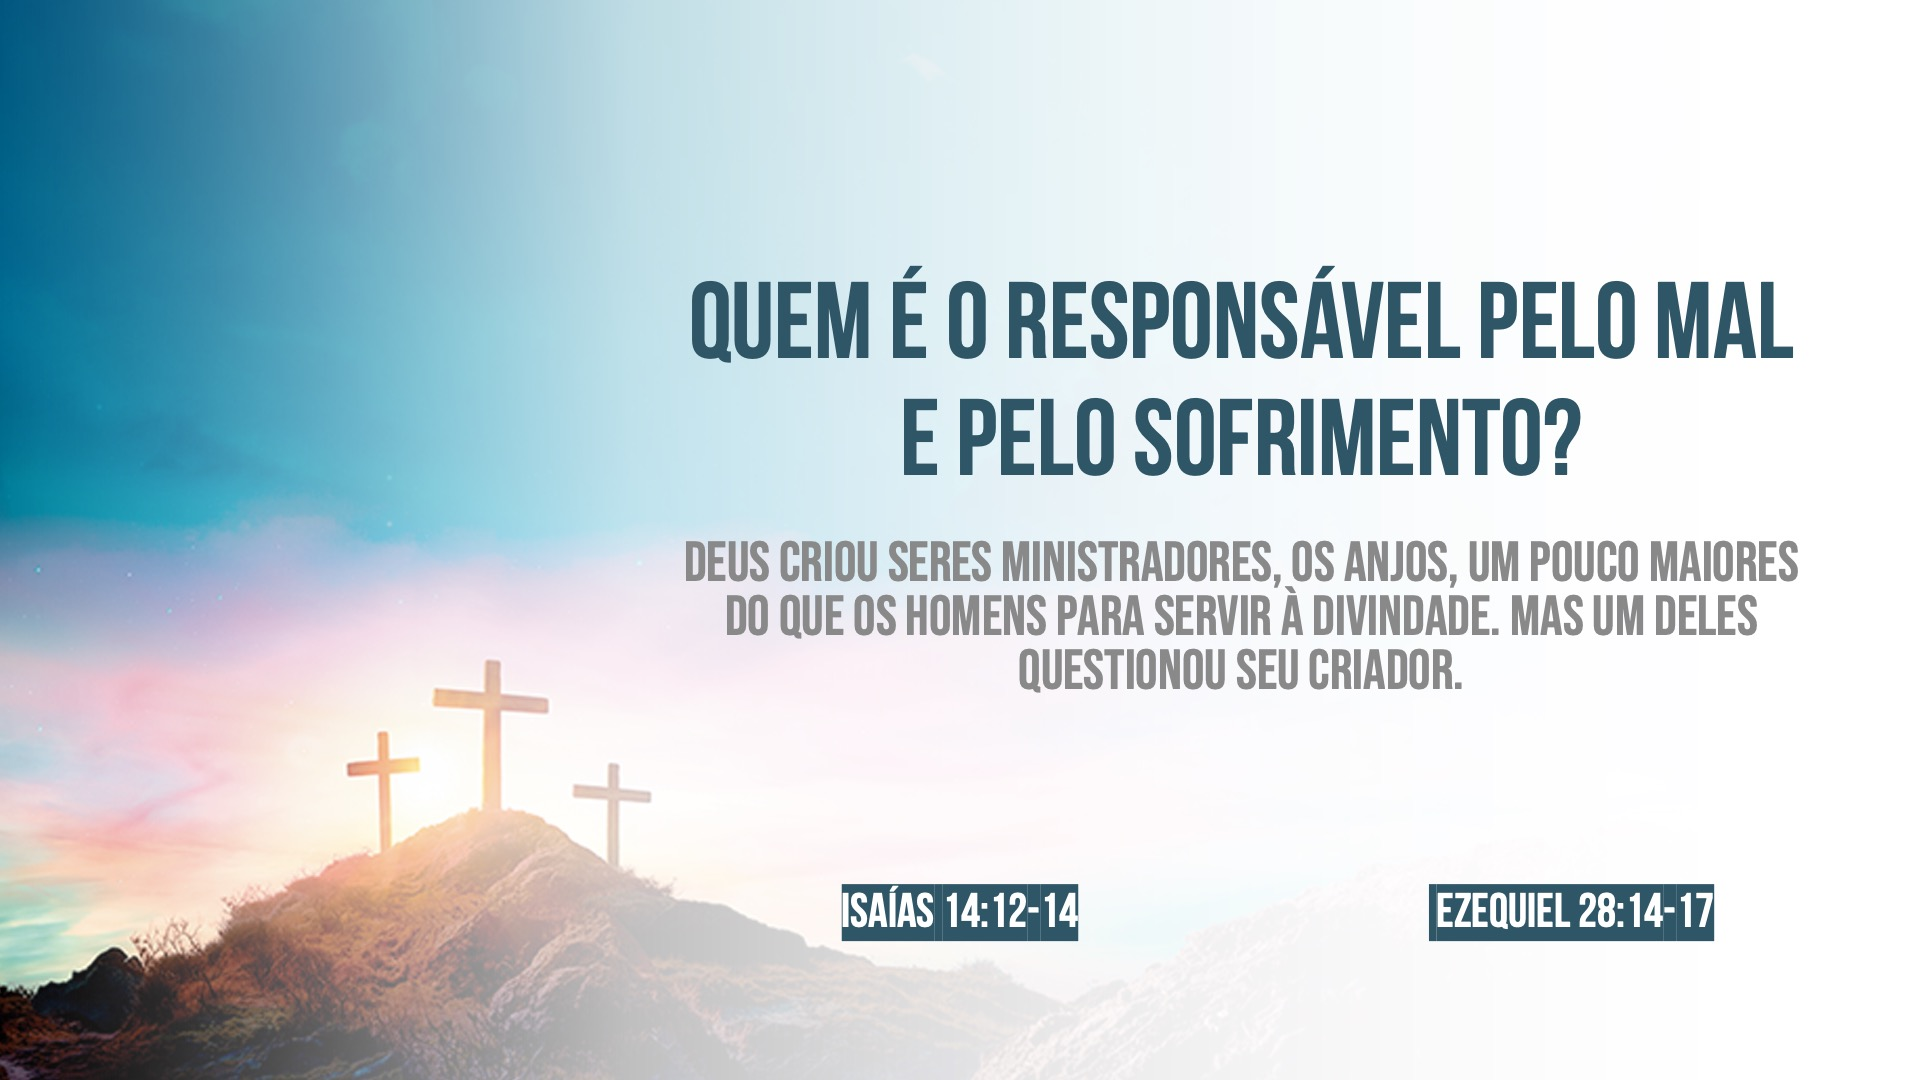 QUEM É O RESPONSÁVEL PELO MAL
E PELO SOFRIMENTO?
DEUS CRIOU SERES MINISTRADORES, OS ANJOS, UM POUCO MAIORES
DO QUE OS HOMENS PARA SERVIR À DIVINDADE. MAS UM DELES
QUESTIONOU SEU CRIADOR.
ISAÍAS 14:12-14
EZEQUIEL 28:14-17